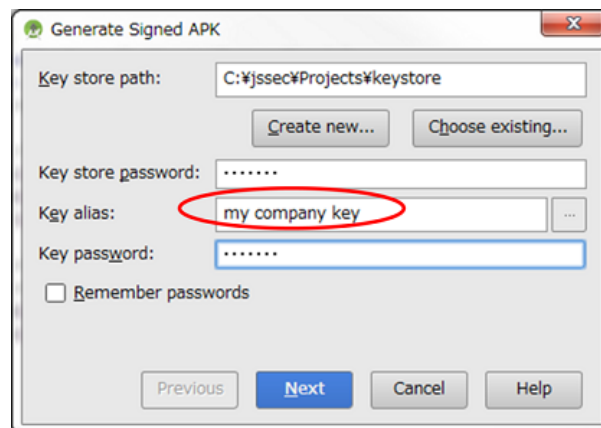 Generate Signed APK
Key store path: C:¥jssec¥Projects¥keystore
Create new... Choose existing...
Key store password: •••••••
Key alias: my company key ...
Key password: •••••••
Remember passwords
Previous Next Cancel Help